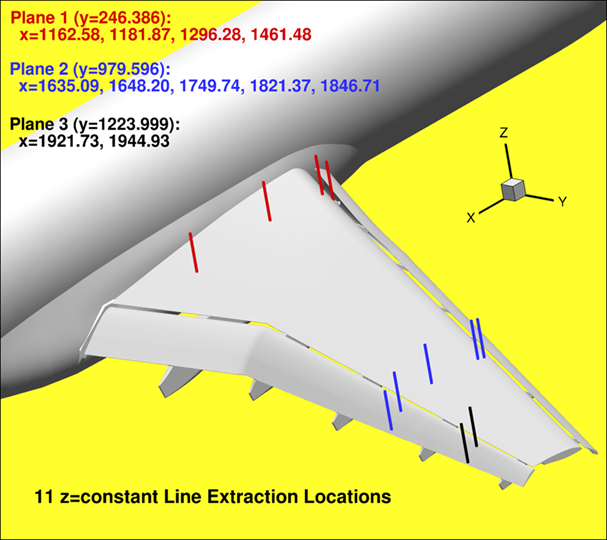 Plane 1 (y=246.386):
x=1162.58, 1181.87, 1296.28, 1461.48
Plane 2 (y=979.596):
x=1635.09, 1648.20, 1749.74, 1821.37, 1846.71
Plane 3 (y=1223.999):
x=1921.73, 1944.93
Z
X
Y
11 z=constant Line Extraction Locations